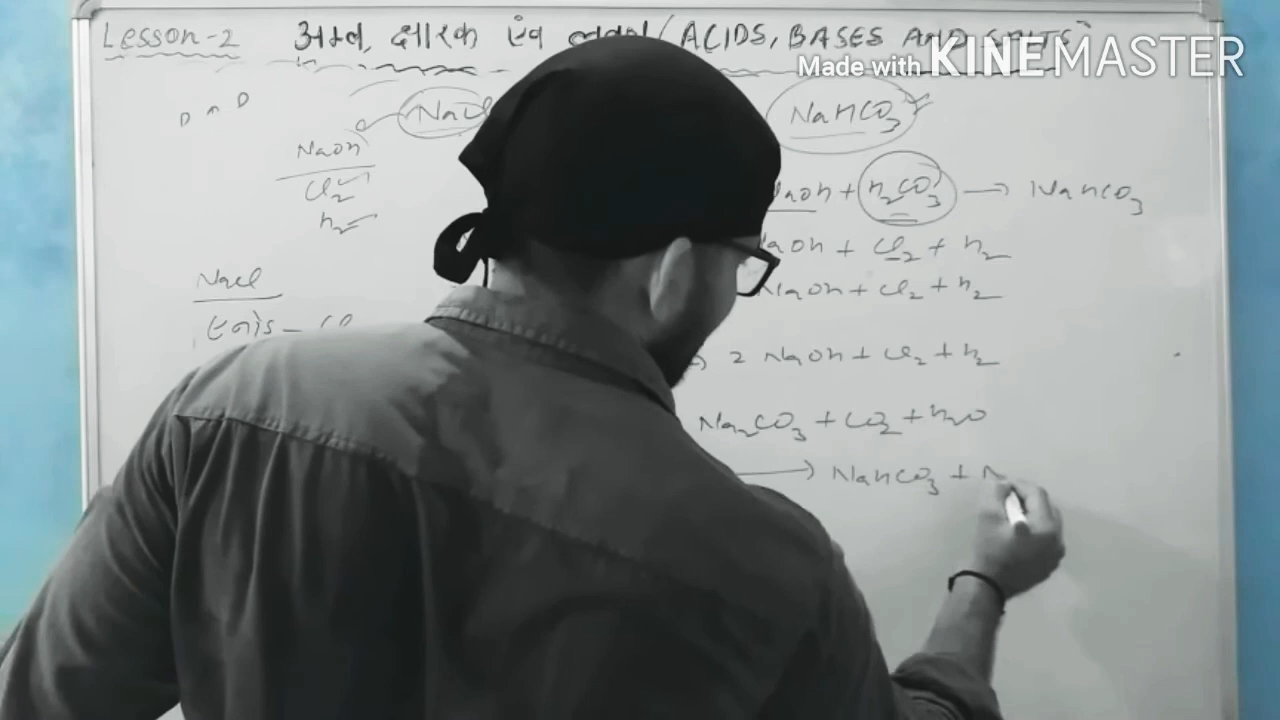 Lesson-2 अम्ल, क्षारक एंव लवण / ACIDS, BASES AND SALTS
Made with KINEMASTER
NaCl
NaHCO3
NaOH
Cl2
H2
NaOH + H2CO3 → NaHCO3
NaOH + Cl2 + H2
NaOH + Cl2 + H2
NaCl
2 NaOH + Cl2 + H2
Na2CO3 + CO2 + H2O
→ NaHCO3 +